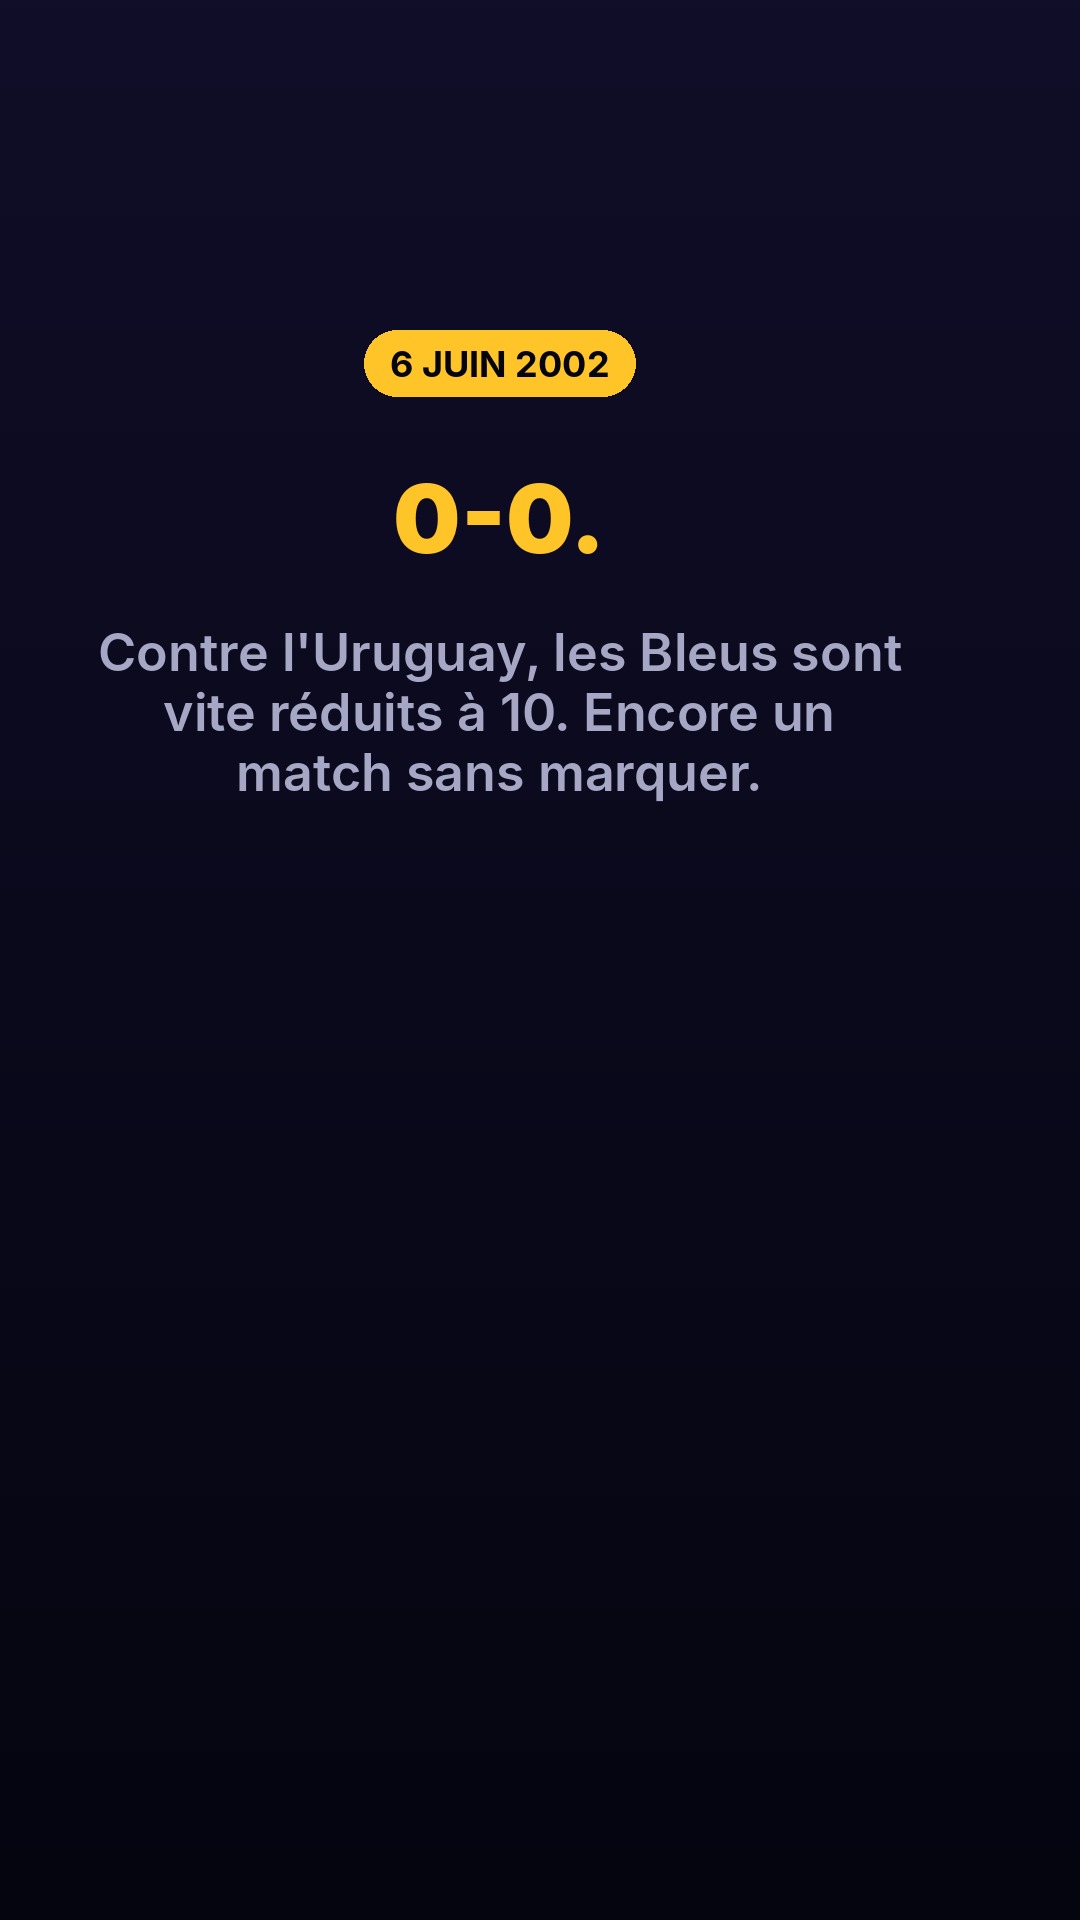 6 JUIN 2002
0-0.
Contre l'Uruguay, les Bleus sont
vite réduits à 10. Encore un
match sans marquer.